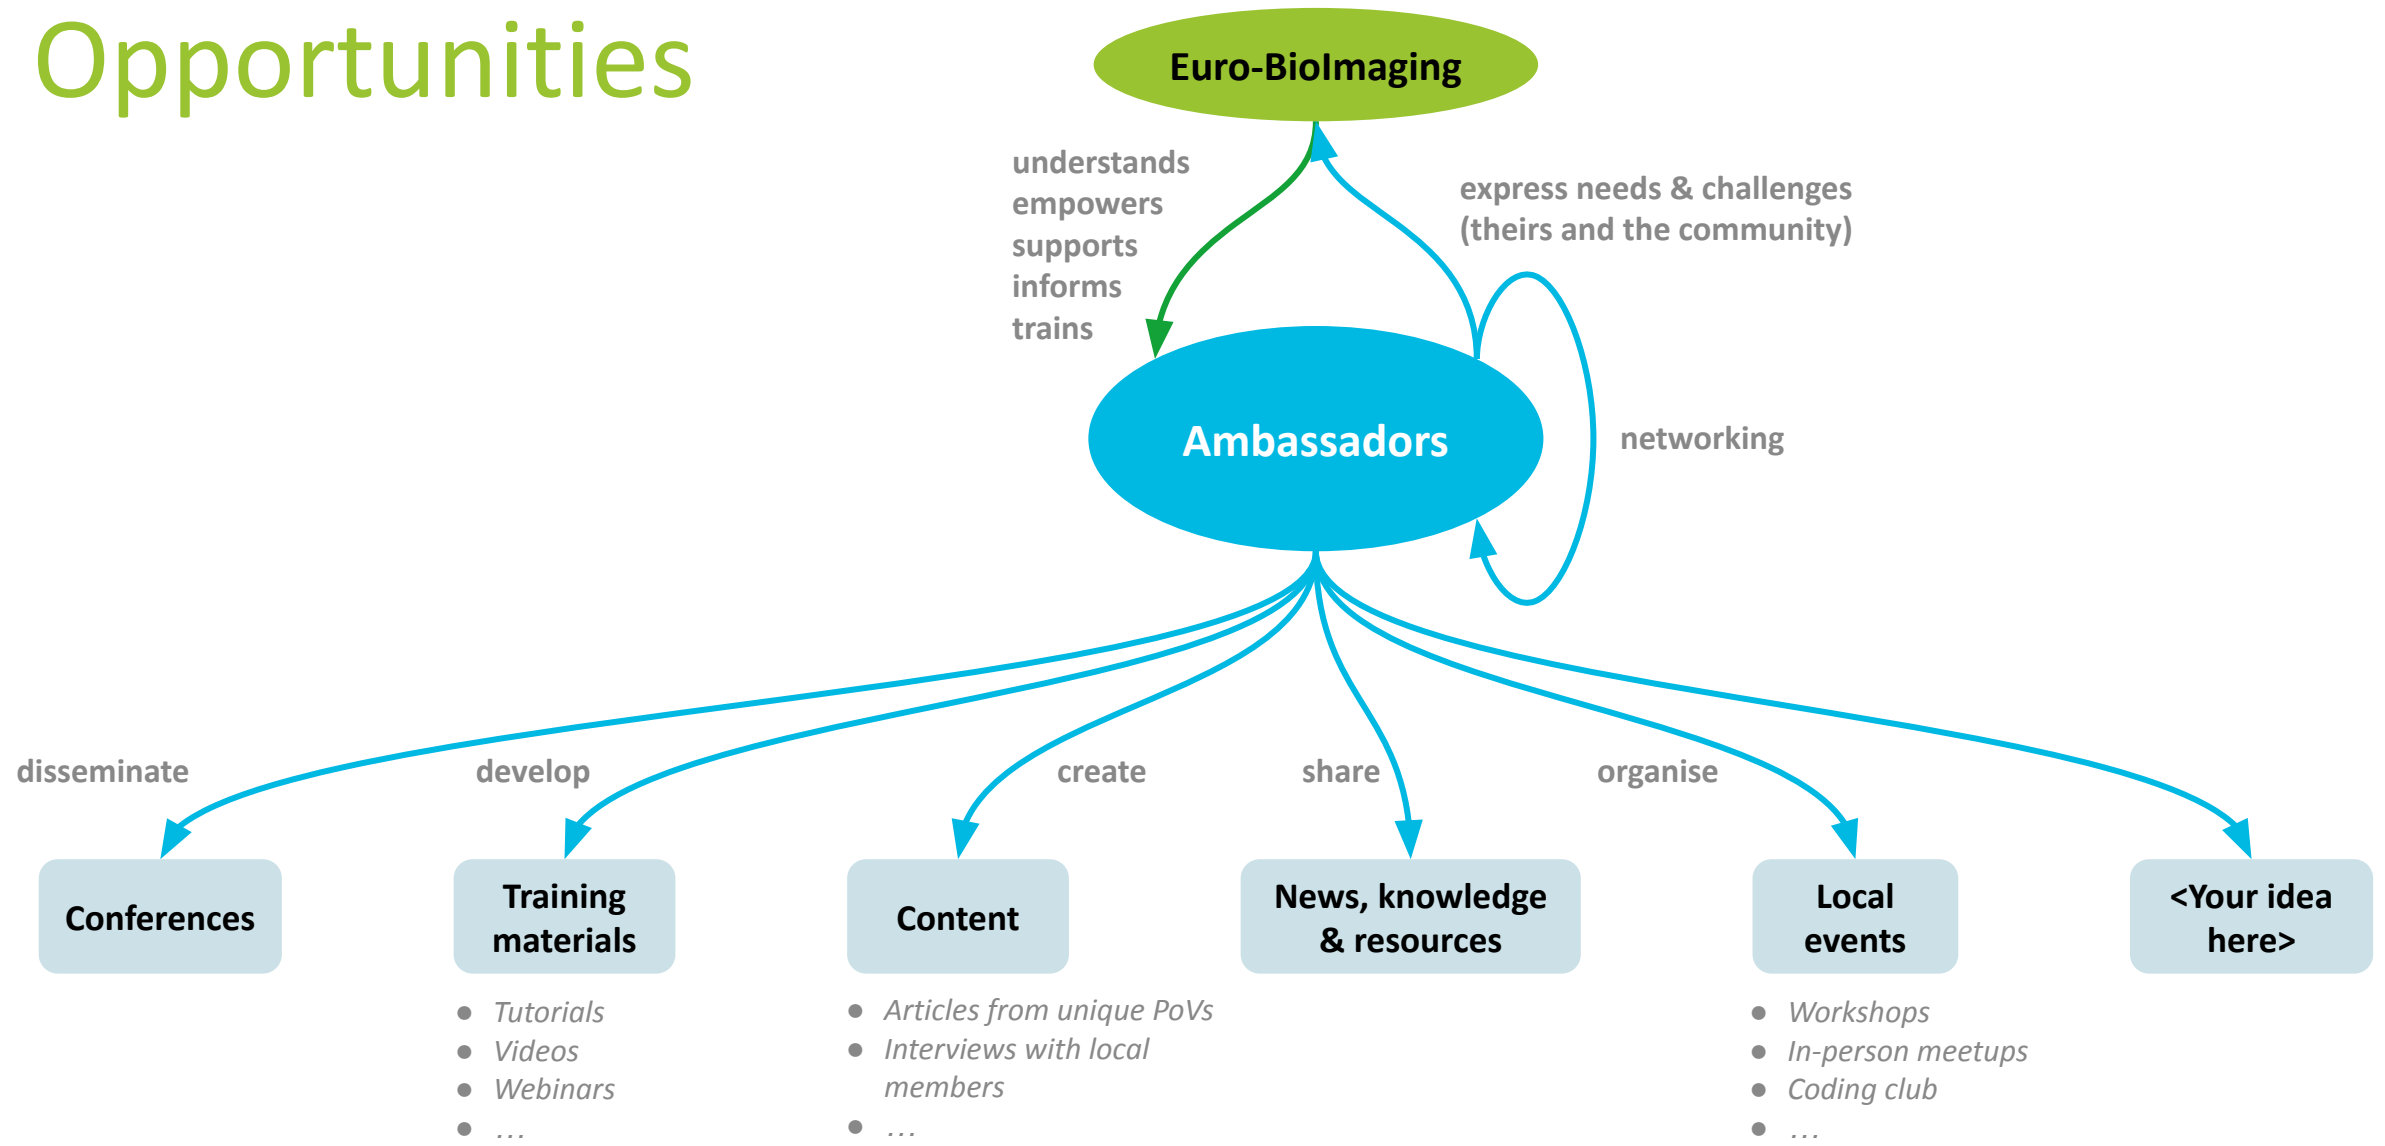 Opportunities
Euro-BioImaging
understands
empowers
supports
informs
trains
express needs & challenges
(theirs and the community)
Ambassadors
networking
disseminate
develop
create
share
organise
Conferences
Training
materials
Content
News, knowledge
& resources
Local
events
<Your idea
here>
● Tutorials
● Videos
● Webinars
● ...
● Articles from unique PoVs
● Interviews with local
members
● ...
● Workshops
● In-person meetups
● Coding club
● ...